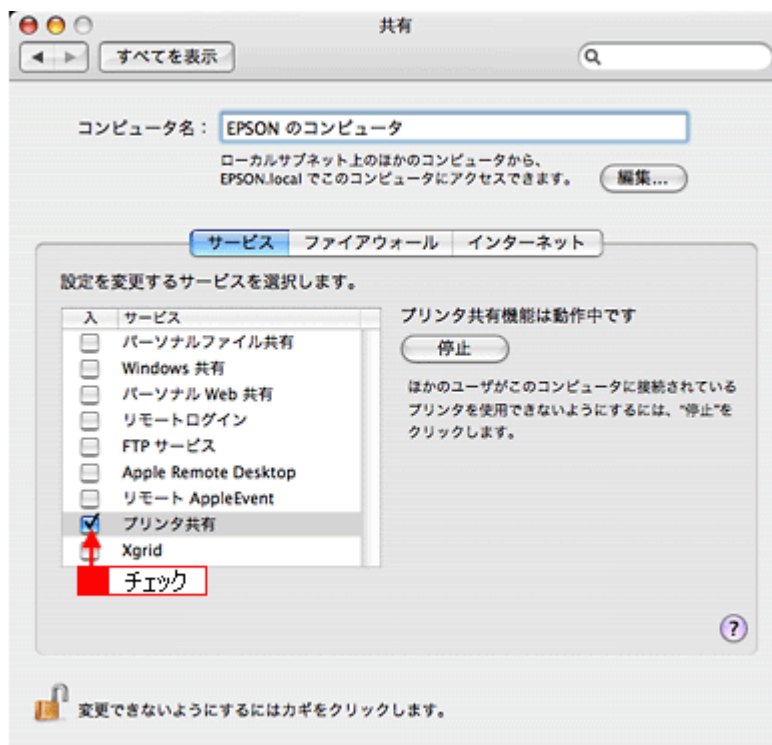 共有
すべてを表示
コンピュータ名： EPSON のコンピュータ
ローカルサブネット上のほかのコンピュータから、
EPSON.local でこのコンピュータにアクセスできます。
編集...
サービス ファイアウォール インターネット
設定を変更するサービスを選択します。
入 サービス
パーソナルファイル共有
Windows 共有
パーソナル Web 共有
リモートログイン
FTP サービス
Apple Remote Desktop
リモート AppleEvent
プリンタ共有
Xgrid
チェック
プリンタ共有機能は動作中です
停止
ほかのユーザがこのコンピュータに接続されている
プリンタを使用できないようにするには、"停止"を
クリックします。
?
変更できないようにするにはカギをクリックします。